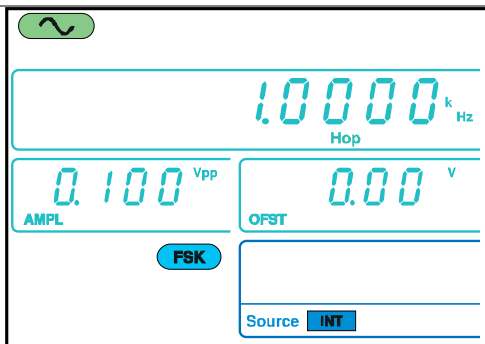 1.0000 k Hz
Hop
0.100 Vpp
AMPL
0.00 V
OFST
FSK
Source INT